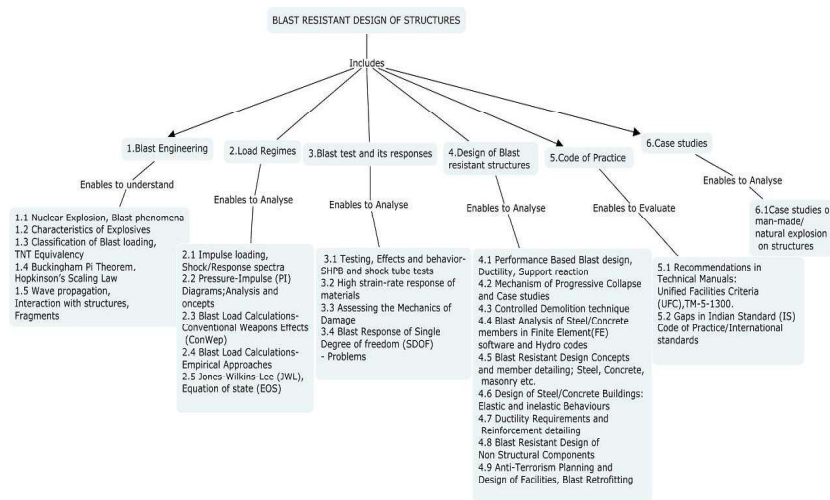 BLAST RESISTANT DESIGN OF STRUCTURES
Includes
1.Blast Engineering
2.Load Regimes
3.Blast test and its responses
4.Design of Blast
resistant structures
5.Code of Practice
6.Case studies
Enables to understand
Enables to Analyse
Enables to Analyse
Enables to Analyse
Enables to Evaluate
Enables to Analyse
1.1 Nuclear Explosion, Blast phenomena
1.2 Characteristics of Explosives
1.3 Classification of Blast loading,
TNT Equivalency
1.4 Buckingham Pi Theorem.
Hopkinson's Scaling Law
1.5 Wave propagation,
Interaction with structures,
Fragments
2.1 Impulse loading,
Shock/Response spectra
2.2 Pressure-Impulse (PI)
Diagrams;Analysis and
oncepts
2.3 Blast Load Calculations-
Conventional Weapons Effects
(ConWep)
2.4 Blast Load Calculations-
Empirical Approaches
2.5 Jones-Wilkins-Lee (JWL),
Equation of state (EOS)
3.1 Testing, Effects and behavior-
SHPB and shock tube tests
3.2 High strain-rate response of
materials
3.3 Assessing the Mechanics of
Damage
3.4 Blast Response of Single
Degree of freedom (SDOF)
- Problems
4.1 Performance Based Blast design,
Ductility, Support reaction
4.2 Mechanism of Progressive Collapse
and Case studies
4.3 Controlled Demolition technique
4.4 Blast Analysis of Steel/Concrete
members in Finite Element(FE)
software and Hydro codes
4.5 Blast Resistant Design Concepts
and member detailing; Steel, Concrete,
masonry etc.
4.6 Design of Steel/Concrete Buildings:
Elastic and inelastic Behaviours
4.7 Ductility Requirements and
Reinforcement detailing
4.8 Blast Resistant Design of
Non Structural Components
4.9 Anti-Terrorism Planning and
Design of Facilities, Blast Retrofitting
5.1 Recommendations in
Technical Manuals:
Unified Facilities Criteria
(UFC),TM-5-1300.
5.2 Gaps in Indian Standard (IS)
Code of Practice/International
standards
6.1Case studies o
man-made/
natural explosion
on structures